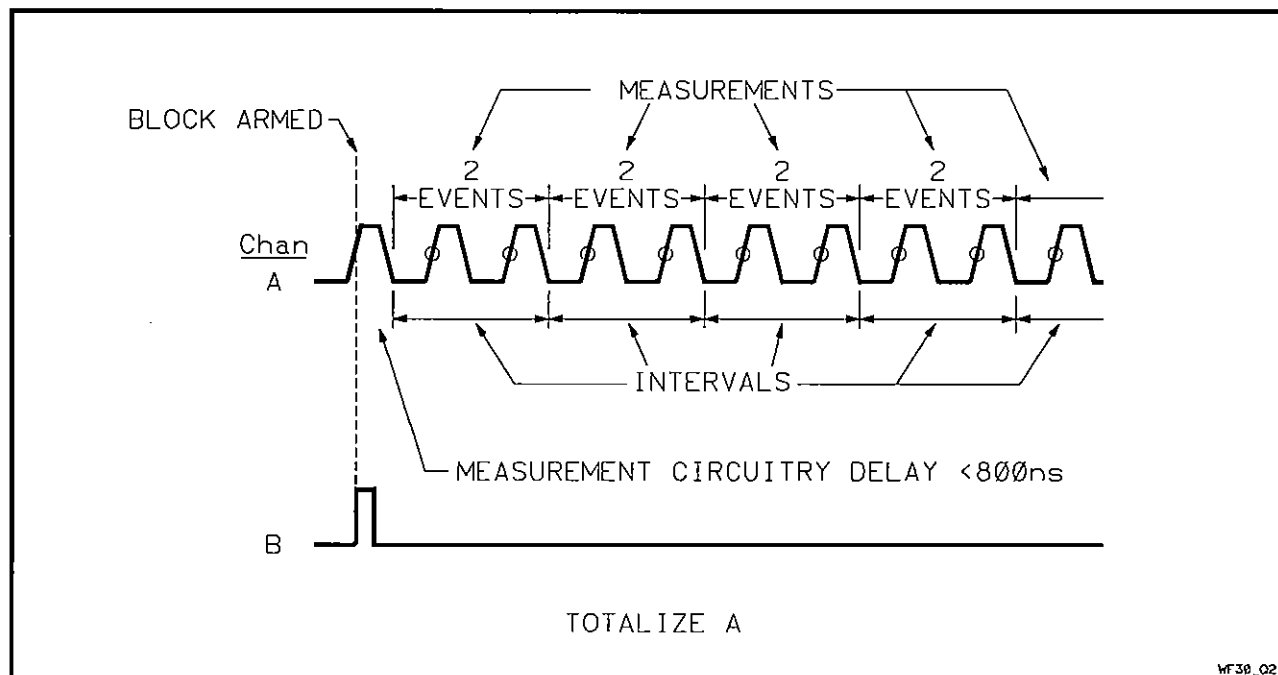 MEASUREMENTS
BLOCK ARMED
2 2 2 2
EVENTS EVENTS EVENTS EVENTS
Chan
A
INTERVALS
MEASUREMENT CIRCUITRY DELAY <800ns
B
TOTALIZE A
WF30_02